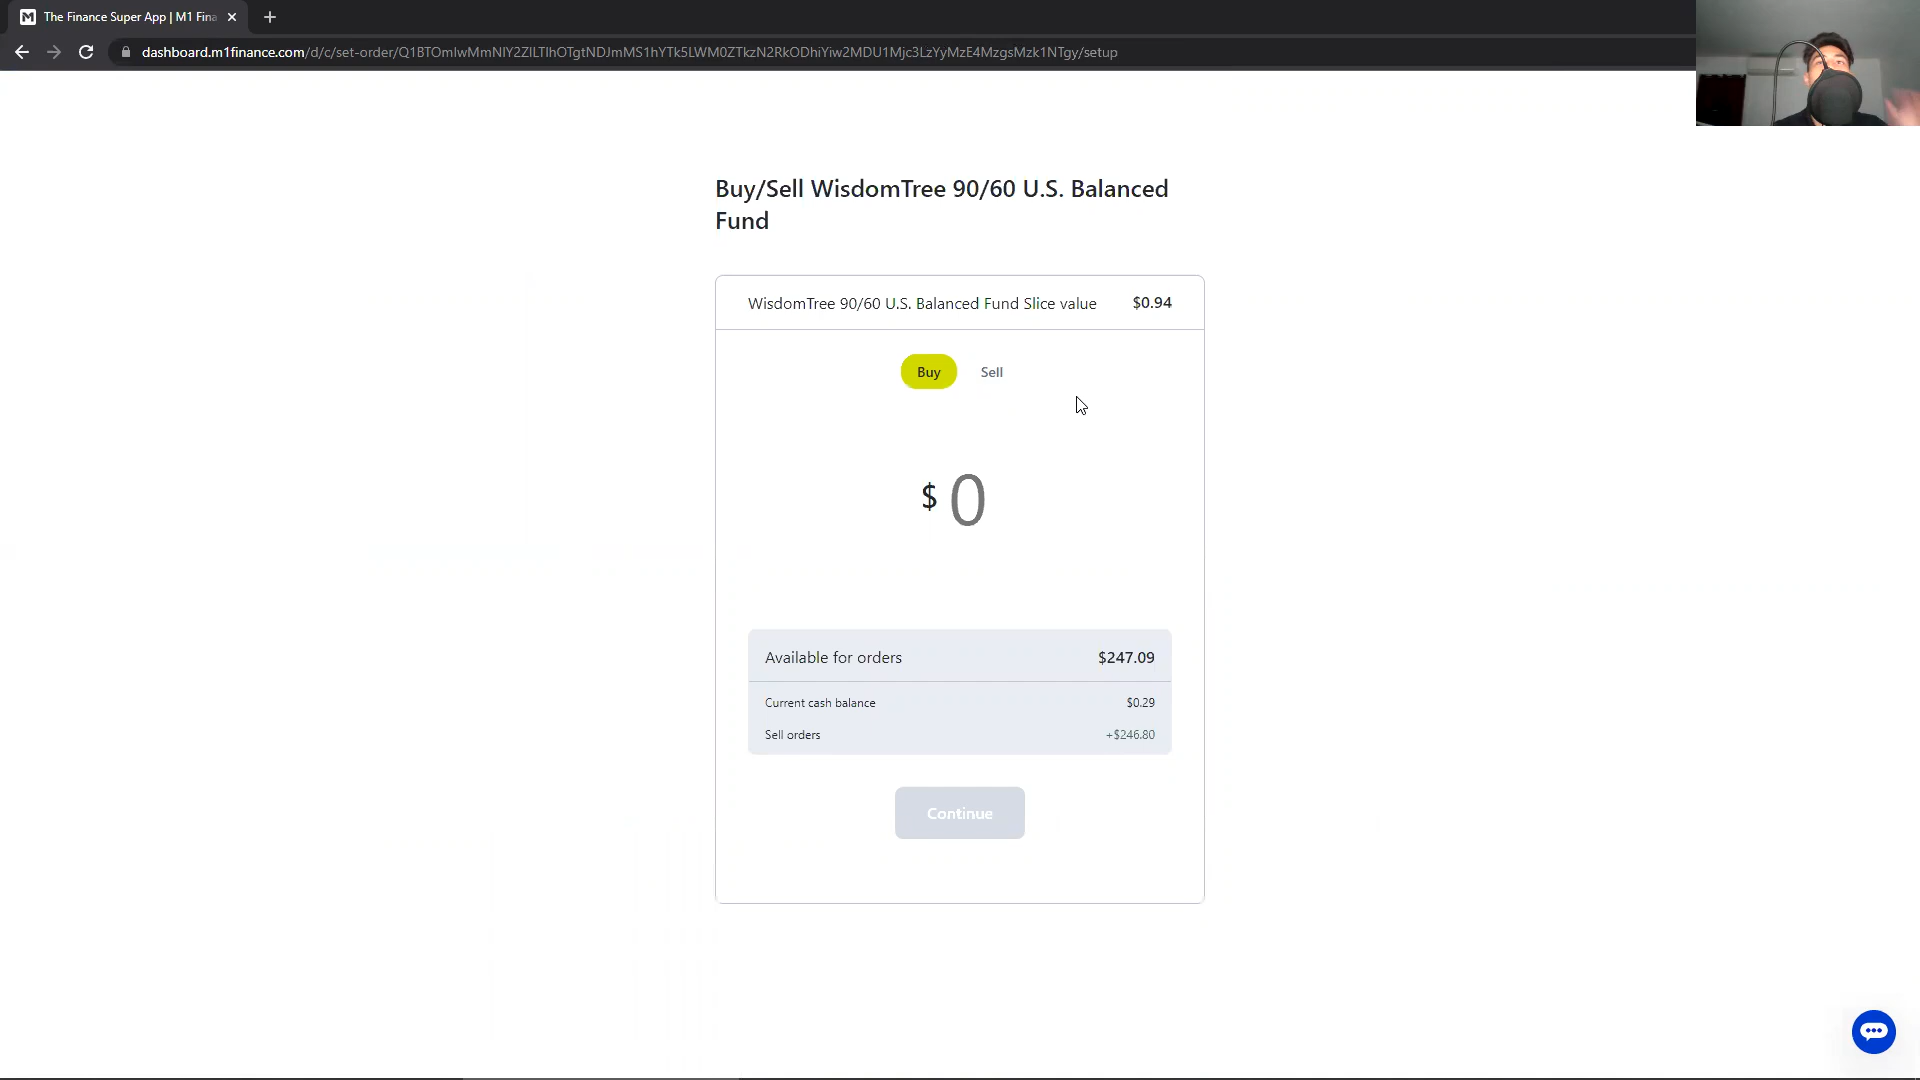 The Finance Super App | M1 Fina
dashboard.m1finance.com/d/c/set-order/Q1BTOmIwMmNlY2ZlLTlhOTgtNDJmMS1hYTk5LWM0ZTkzN2RkODhiYiw2MDU1Mjc3LzYyMzE4MzgsMzk1NTgy/setup
Buy/Sell WisdomTree 90/60 U.S. Balanced
Fund
WisdomTree 90/60 U.S. Balanced Fund Slice value $0.94
Buy Sell
$ 0
Available for orders $247.09
Current cash balance $0.29
Sell orders +$246.80
Continue